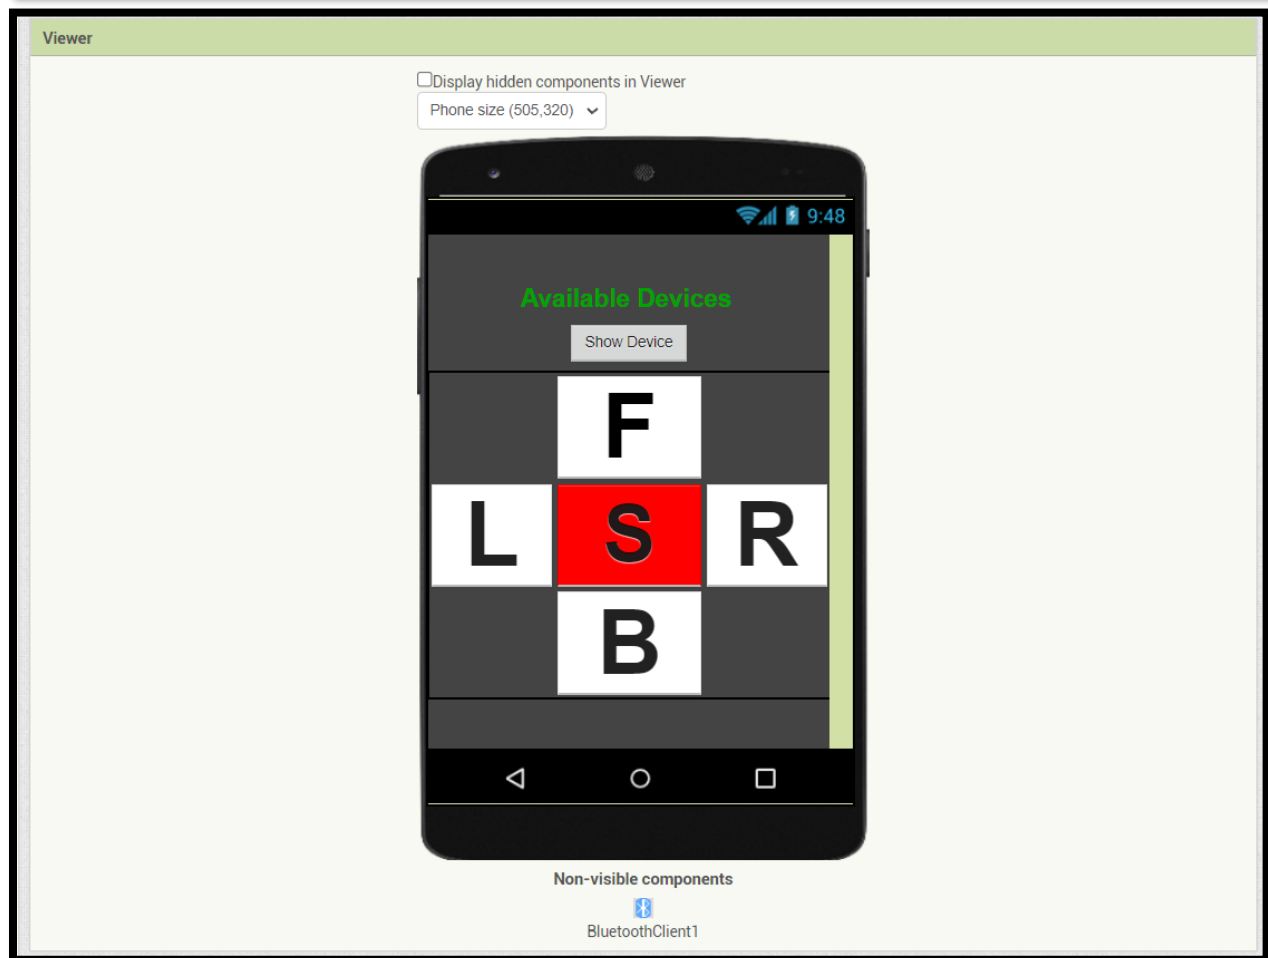 Viewer
Display hidden components in Viewer
Phone size (505,320)
9:48
Available Devices
Show Device
F
L S R
B
Non-visible components
BluetoothClient1